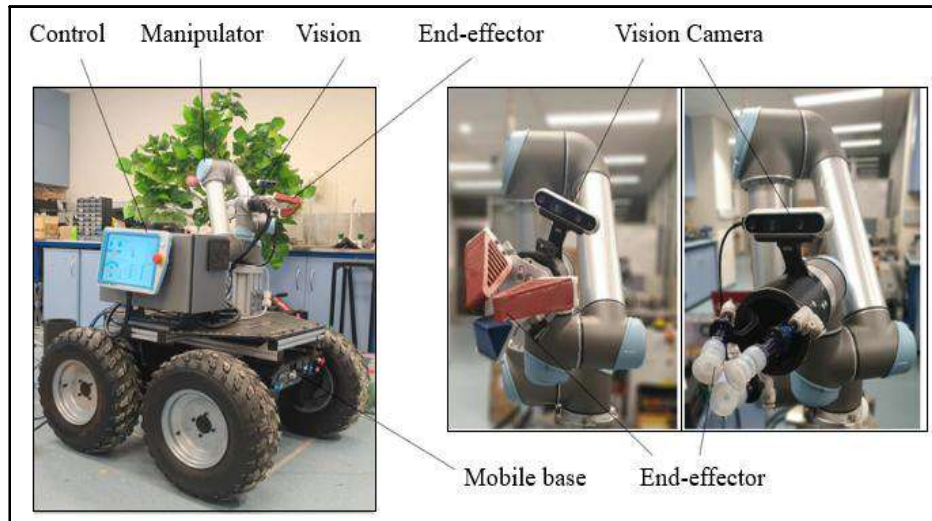 Control Manipulator Vision End-effector Vision Camera
Mobile base End-effector